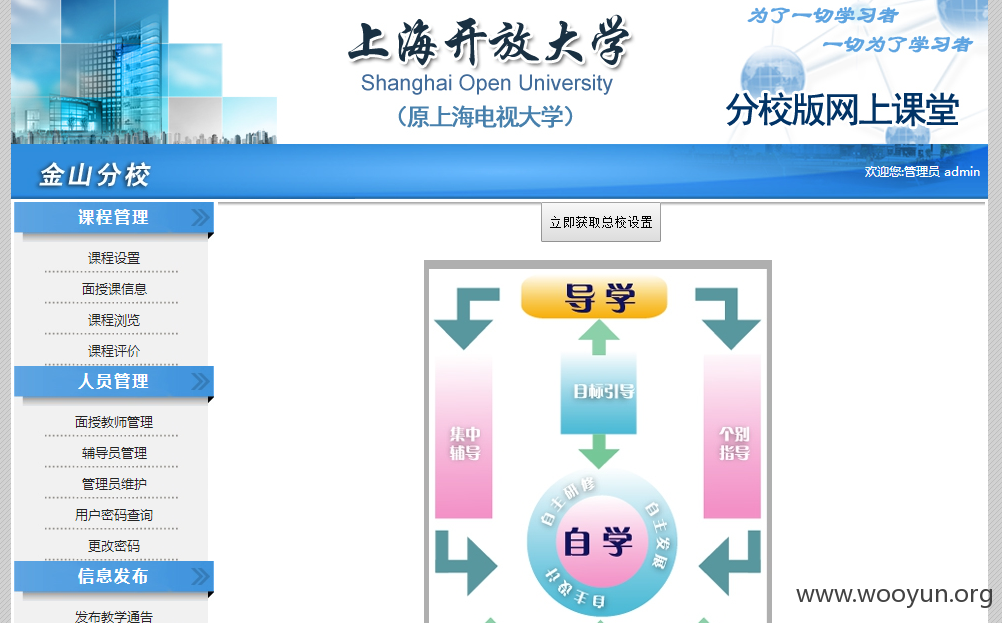 为了一切学习者
一切为了学习者
上海开放大学
Shanghai Open University
（原上海电视大学）
分校版网上课堂
金山分校
欢迎您:管理员 admin
课程管理
课程设置
面授课信息
课程浏览
课程评价
人员管理
面授教师管理
辅导员管理
管理员维护
用户密码查询
更改密码
信息发布
发布教学通告
立即获取总校设置
导学
目标引导
集中
辅导
个别
指导
自主研修
自主发展
自学
自主设计
www.wooyun.org